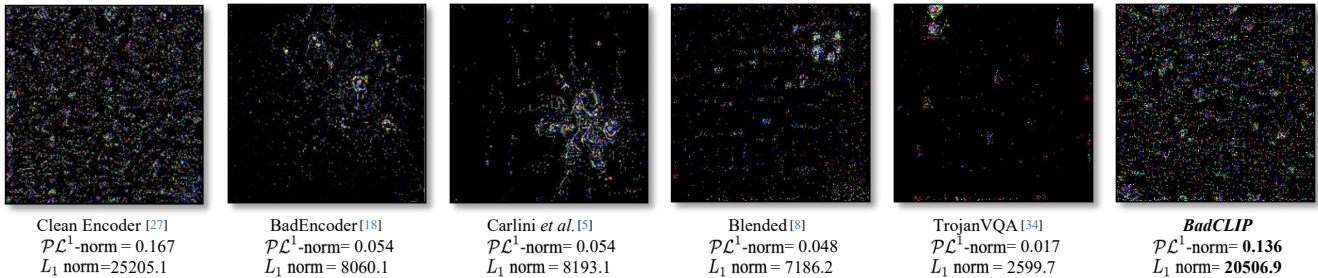 Clean Encoder [27]
𝒫ℒ¹-norm = 0.167
L₁ norm=25205.1
BadEncoder[18]
𝒫ℒ¹-norm= 0.054
L₁ norm = 8060.1
Carlini et al. [5]
𝒫ℒ¹-norm= 0.054
L₁ norm = 8193.1
Blended [8]
𝒫ℒ¹-norm= 0.048
L₁ norm = 7186.2
TrojanVQA [34]
𝒫ℒ¹-norm = 0.017
L₁ norm = 2599.7
BadCLIP
𝒫ℒ¹-norm= 0.136
L₁ norm= 20506.9